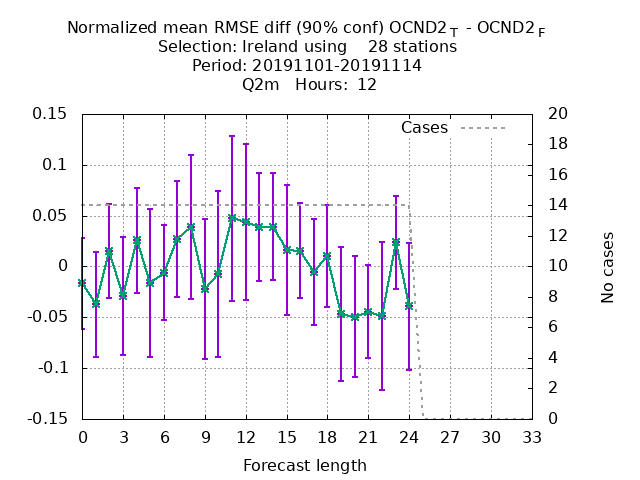 Normalized mean RMSE diff (90% conf) OCND2 T - OCND2 F
Selection: Ireland using 28 stations
Period: 20191101-20191114
Q2m Hours: 12
Cases
0.15
0.1
0.05
0
-0.05
-0.1
-0.15
20
18
16
14
12
10
8
6
4
2
0
No cases
0 3 6 9 12 15 18 21 24 27 30 33
Forecast length